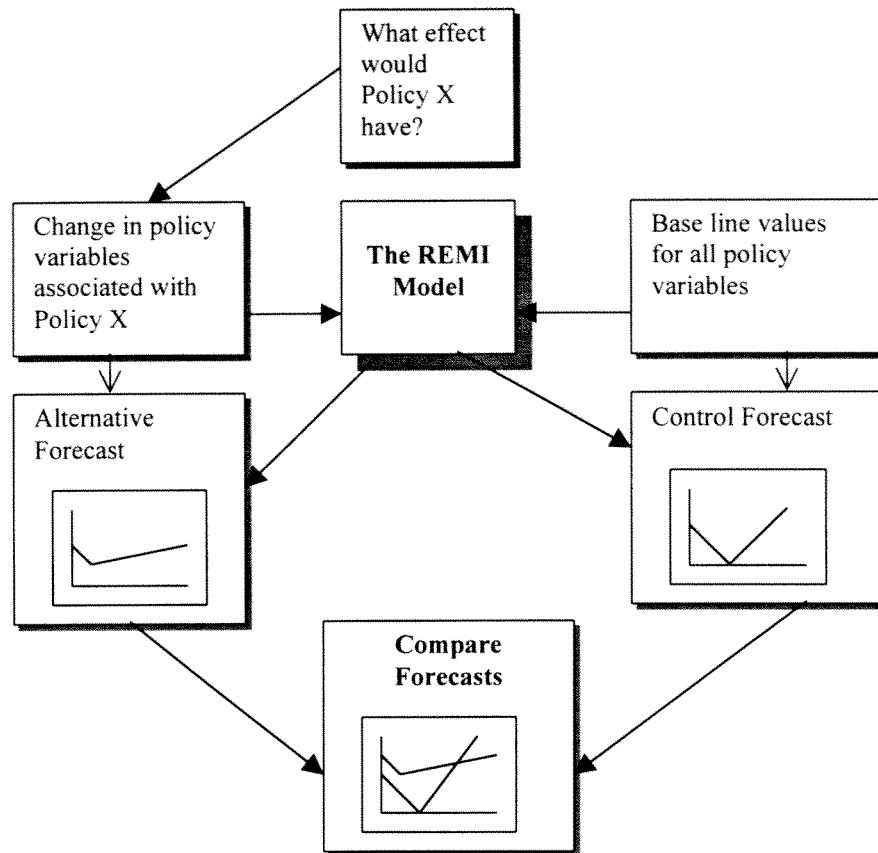 What effect
would
Policy X
have?
Change in policy
variables
associated with
Policy X
The REMI
Model
Base line values
for all policy
variables
Alternative
Forecast
Control Forecast
Compare
Forecasts